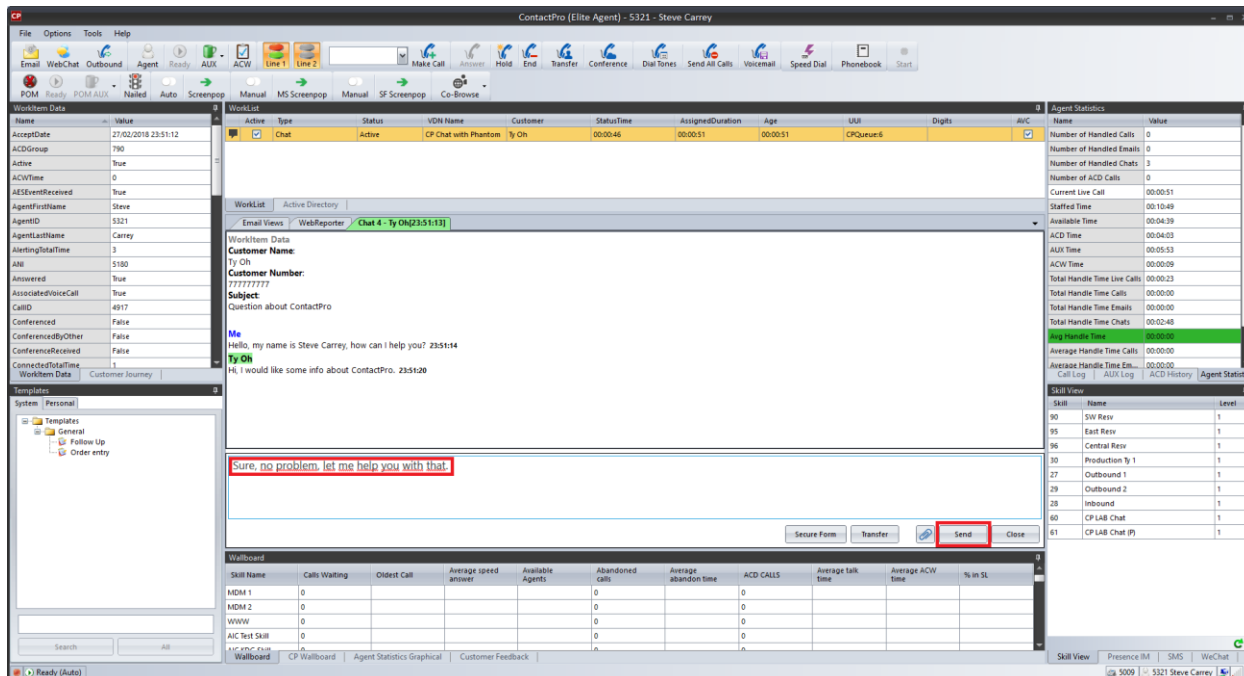 CP ContactPro (Elite Agent) - 5321 - Steve Carrey
File Options Tools Help
Email WebChat Outbound Agent Ready AUX ACW Line 1 Line 2 Make Call Answer Hold End Transfer Conference Dial Tones Send All Calls Voicemail Speed Dial Phonebook Start
POM Ready POM AUX Nailed Auto Screenpop Manual MS Screenpop Manual SF Screenpop Co-Browse
WorkItem Data
Name Value
AcceptDate 27/02/2018 23:51:12
ACDGroup 790
Active True
ACWTime 0
AESEventReceived True
AgentFirstName Steve
AgentID 5321
AgentLastName Carrey
AlertingTotalTime 3
ANI 5180
Answered True
AssociatedVoiceCall True
CallID 4917
Conferenced False
ConferencedByOther False
ConferenceReceived False
ConnectedTotalTime 1
WorkItem Data Customer Journey
Templates
System Personal
Templates
General
Follow Up
Order entry
Search All
WorkList
Active Type Status VDN Name Customer StatusTime AssignedDuration Age UUI Digits AVC
Chat Active CP Chat with Phantom Ty Oh 00:00:46 00:00:51 00:00:51 CPQueue:6
WorkList Active Directory
Email Views WebReporter Chat 4 - Ty Oh[23:51:13]
WorkItem Data
Customer Name:
Ty Oh
Customer Number:
777777777
Subject:
Question about ContactPro
Me
Hello, my name is Steve Carrey, how can I help you? 23:51:14
Ty Oh
Hi, I would like some info about ContactPro. 23:51:20
Sure, no problem, let me help you with that.
Secure Form Transfer Send Close
Wallboard
Skill Name Calls Waiting Oldest Call Average speed answer Available Agents Abandoned calls Average abandon time ACD CALLS Average talk time Average ACW time % in SL
MDM 1 0 0 0
MDM 2 0 0 0
WWW 0 0 0
AIC Test Skill 0 0 0
Wallboard CP Wallboard Agent Statistics Graphical Customer Feedback
Agent Statistics
Name Value
Number of Handled Calls 0
Number of Handled Emails 0
Number of Handled Chats 3
Number of ACD Calls 0
Current Live Call 00:00:51
Staffed Time 00:10:49
Available Time 00:04:39
ACD Time 00:04:03
AUX Time 00:05:53
ACW Time 00:00:09
Total Handle Time Live Calls 00:00:23
Total Handle Time Calls 00:00:00
Total Handle Time Emails 00:00:00
Total Handle Time Chats 00:02:48
Avg Handle Time 00:00:00
Average Handle Time Calls 00:00:00
Average Handle Time Em... 00:00:00
Call Log AUX Log ACD History Agent Statist
Skill View
Skill Name Level
90 SW Resv 1
95 East Resv 1
96 Central Resv 1
30 Production Ty 1 1
27 Outbound 1 1
29 Outbound 2 1
28 Inbound 1
60 CP LAB Chat 1
61 CP LAB Chat (P) 1
Skill View Presence IM SMS WeChat
Ready (Auto) 5009 5321 Steve Carrey